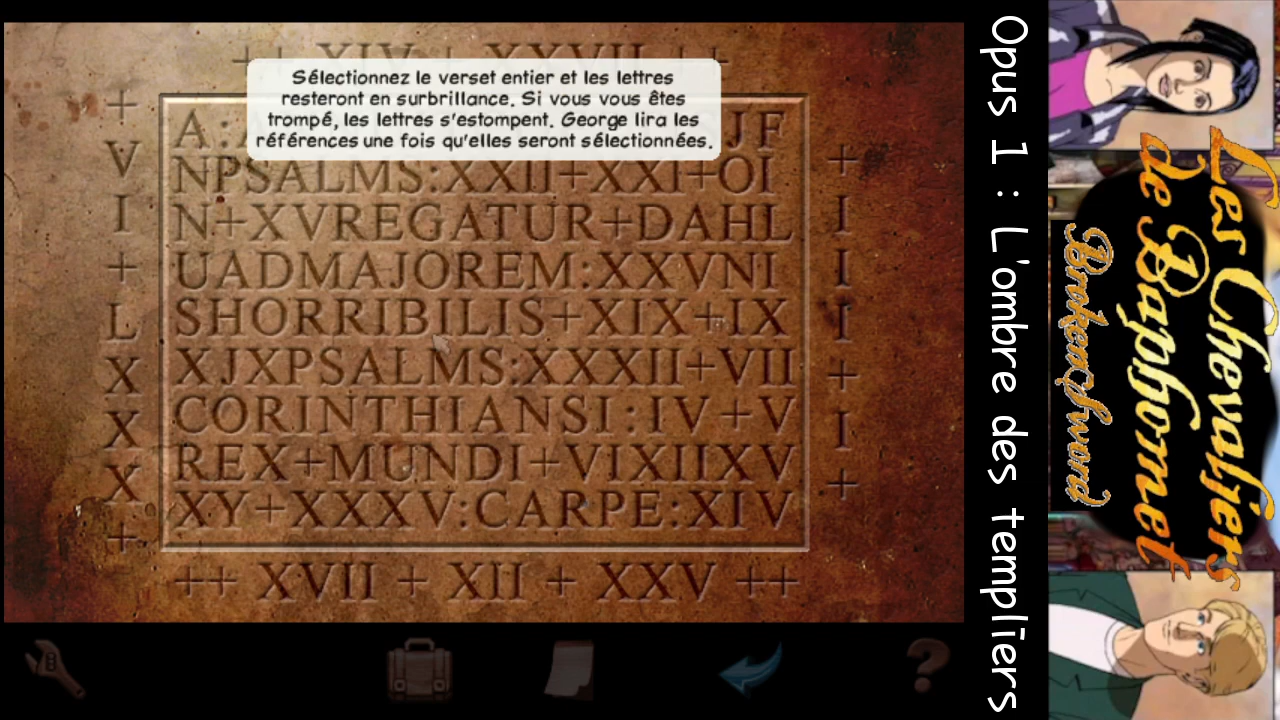 ++ XIV + XXVII ++
Sélectionnez le verset entier et les lettres
resteront en surbrillance. Si vous vous êtes
trompé, les lettres s'estompent. George lira les
références une fois qu'elles seront sélectionnées.
A:
JF
NPSALMS:XXII+XXI+OI
N+XVREGATUR+DAHL
UADMAJOREM:XXVNI
SHORRIBILIS+XIX+IX
XJXPSALMS:XXXII+VII
CORINTHIANSI:IV+V
REX+MUNDI+VIXIIXV
XY+XXXV:CARPE:XIV
++ XVII + XII + XXV ++
+
V
I
+
L
X
X
X
+
+
I
I
I
+
I
+
Opus 1 : L'ombre des templiers
Les Chevaliers
de Baphomet
Broken Sword
?